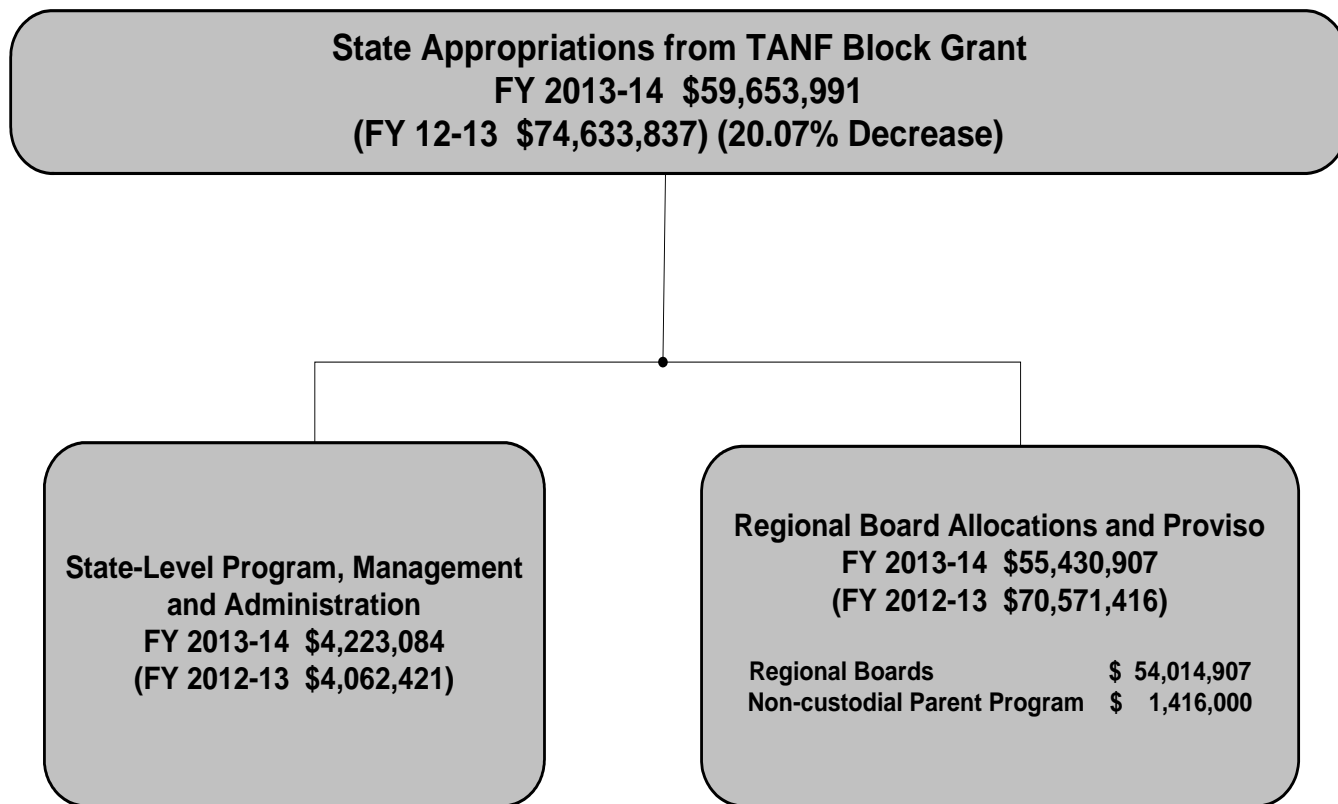 State Appropriations from TANF Block Grant
FY 2013-14 $59,653,991
(FY 12-13 $74,633,837) (20.07% Decrease)
State-Level Program, Management
and Administration
FY 2013-14 $4,223,084
(FY 2012-13 $4,062,421)
Regional Board Allocations and Proviso
FY 2013-14 $55,430,907
(FY 2012-13 $70,571,416)
Regional Boards $ 54,014,907
Non-custodial Parent Program $ 1,416,000